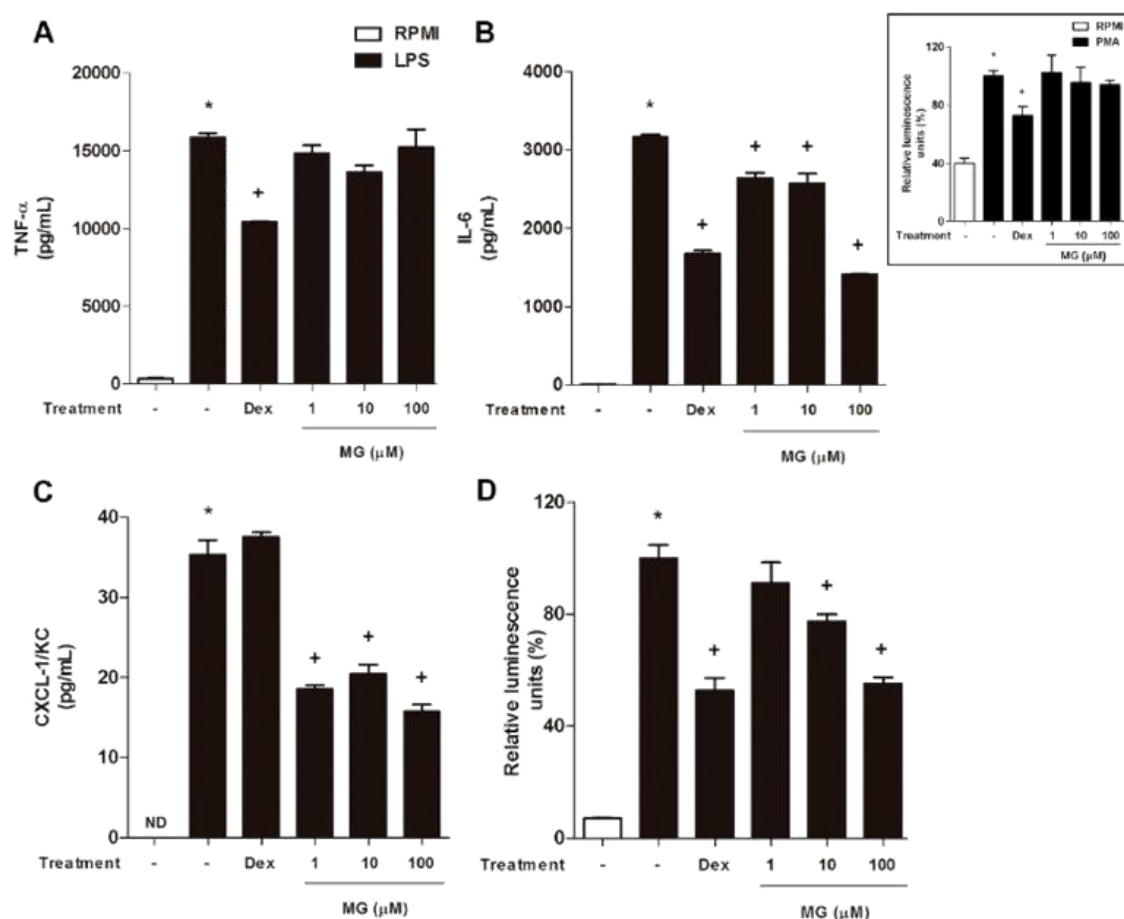 A
RPMI
LPS
20000
15000
10000
5000
0
TNF-α
(pg/mL)
*
+
Treatment - - Dex 1 10 100
MG (μM)
B
4000
3000
2000
1000
0
IL-6
(pg/mL)
*
+
+
+
+
Treatment - - Dex 1 10 100
MG (μM)
RPMI
PMA
120
80
40
0
Relative luminescence
units (%)
*
+
Treatment - - Dex 1 10 100
MG (μM)
C
40
30
20
10
0
CXCL-1/KC
(pg/mL)
ND
*
+
+
+
Treatment - - Dex 1 10 100
MG (μM)
D
120
80
40
0
Relative luminescence
units (%)
*
+
+
+
Treatment - - Dex 1 10 100
MG (μM)